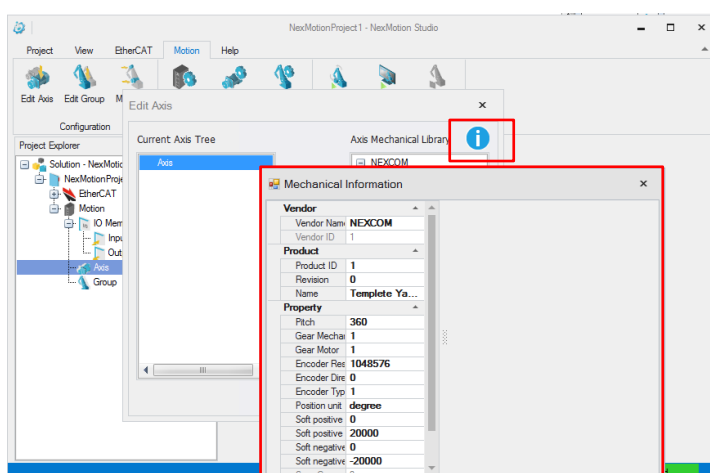 NexMotionProject1 - NexMotion Studio
Project View EtherCAT Motion Help
Edit Axis Edit Group M
Configuration
Edit Axis
Project Explorer
Current Axis Tree Axis Mechanical Library
Solution - NexMotic
NexMotionProje
EtherCAT
Motion
IO Mem
Inpu
Out
Axis
Group
Axis
NEXCOM
Mechanical Information
Vendor
Vendor Name NEXCOM
Vendor ID 1
Product
Product ID 1
Revision 0
Name Templete Ya...
Property
Pitch 360
Gear Mechar 1
Gear Motor 1
Encoder Res 1048576
Encoder Dire 0
Encoder Typ 1
Position unit degree
Soft positive 0
Soft positive 20000
Soft negative 0
Soft negative -20000